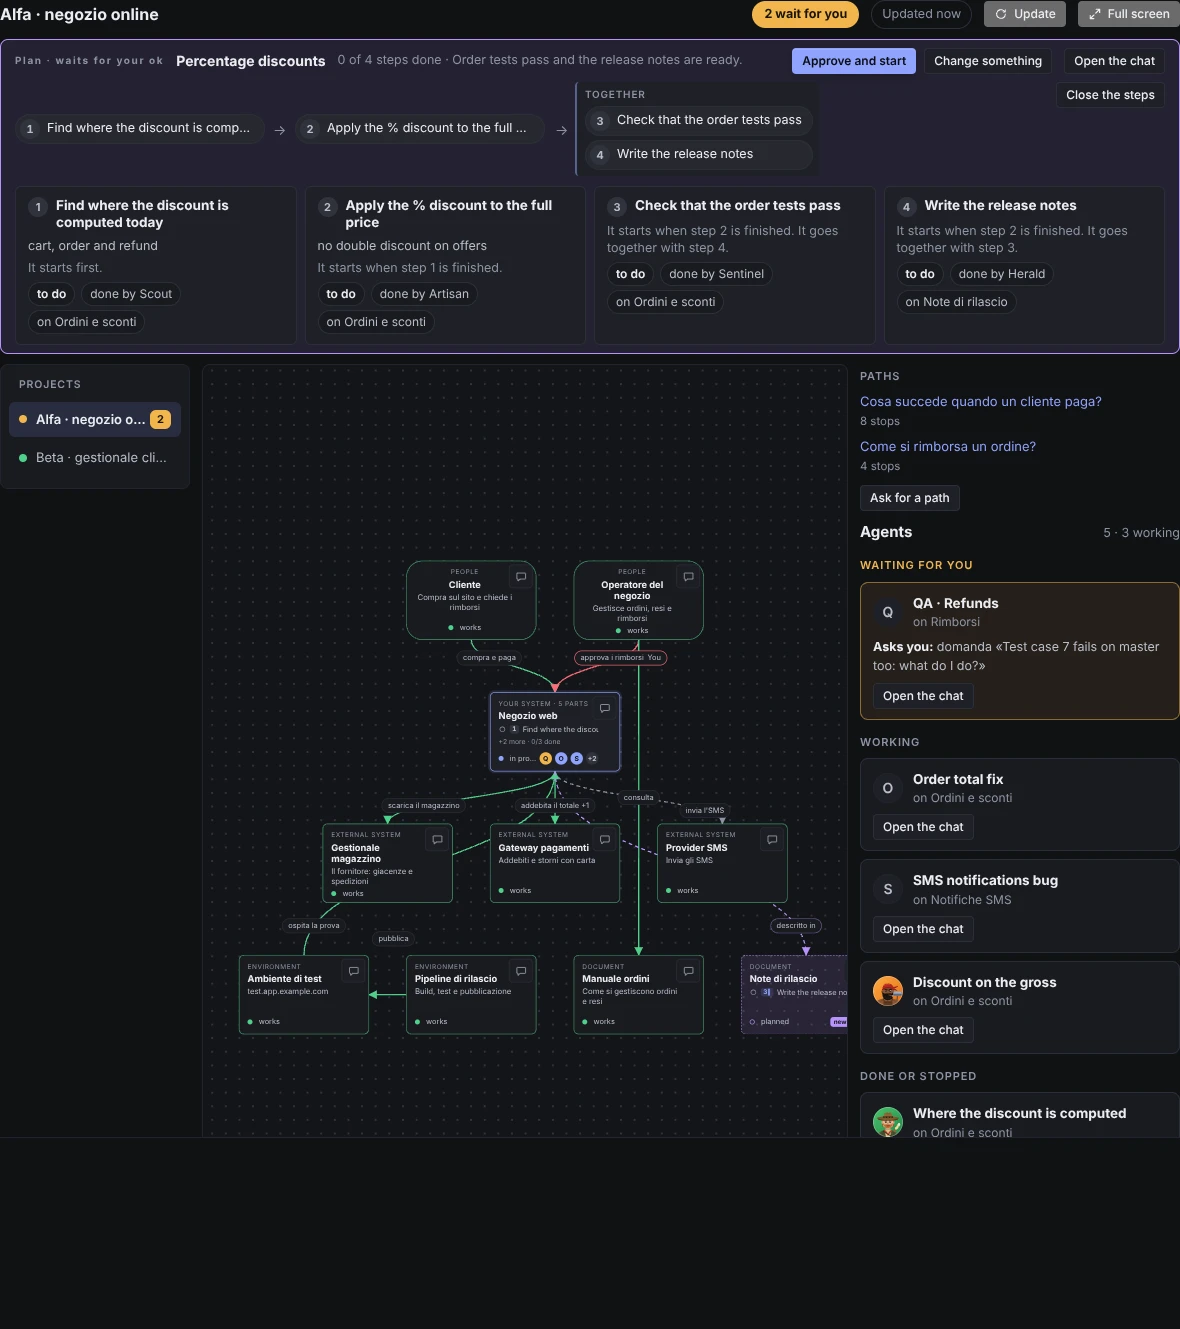 Alfa · negozio online
2 wait for you
Updated now
Update
Full screen
Plan · waits for your ok
Percentage discounts
0 of 4 steps done · Order tests pass and the release notes are ready.
Approve and start
Change something
Open the chat
Close the steps
1 Find where the discount is comp...
→
2 Apply the % discount to the full ...
→
TOGETHER
3 Check that the order tests pass
4 Write the release notes
1 Find where the discount is
computed today
cart, order and refund
It starts first.
to do
done by Scout
on Ordini e sconti
2 Apply the % discount to the full
price
no double discount on offers
It starts when step 1 is finished.
to do
done by Artisan
on Ordini e sconti
3 Check that the order tests pass
It starts when step 2 is finished. It goes
together with step 4.
to do
done by Sentinel
on Ordini e sconti
4 Write the release notes
It starts when step 2 is finished. It goes
together with step 3.
to do
done by Herald
on Note di rilascio
PROJECTS
Alfa · negozio o... 2
Beta · gestionale cli...
PEOPLE
Cliente
Compra sul sito e chiede i
rimborsi
works
PEOPLE
Operatore del
negozio
Gestisce ordini, resi e
rimborsi
works
compra e paga
approva i rimborsi You
YOUR SYSTEM · 5 PARTS
Negozio web
1 Find where the discou
+2 more · 0/3 done
in pro... Q O S +2
scarica il magazzino
addebita il totale +1
consulta
invia l'SMS
EXTERNAL SYSTEM
Gestionale
magazzino
Il fornitore: giacenze e
spedizioni
works
EXTERNAL SYSTEM
Gateway pagamenti
Addebiti e storni con carta
works
EXTERNAL SYSTEM
Provider SMS
Invia gli SMS
works
ospita la prova
pubblica
descritto in
ENVIRONMENT
Ambiente di test
test.app.example.com
works
ENVIRONMENT
Pipeline di rilascio
Build, test e pubblicazione
works
DOCUMENT
Manuale ordini
Come si gestiscono ordini
e resi
works
DOCUMENT
Note di rilascio
Write the release no
planned
new
PATHS
Cosa succede quando un cliente paga?
8 stops
Come si rimborsa un ordine?
4 stops
Ask for a path
Agents
5 · 3 working
WAITING FOR YOU
Q
QA · Refunds
on Rimborsi
Asks you: domanda «Test case 7 fails on master
too: what do I do?»
Open the chat
WORKING
O
Order total fix
on Ordini e sconti
Open the chat
S
SMS notifications bug
on Notifiche SMS
Open the chat
Discount on the gross
on Ordini e sconti
Open the chat
DONE OR STOPPED
Where the discount is computed
on Ordini e sconti